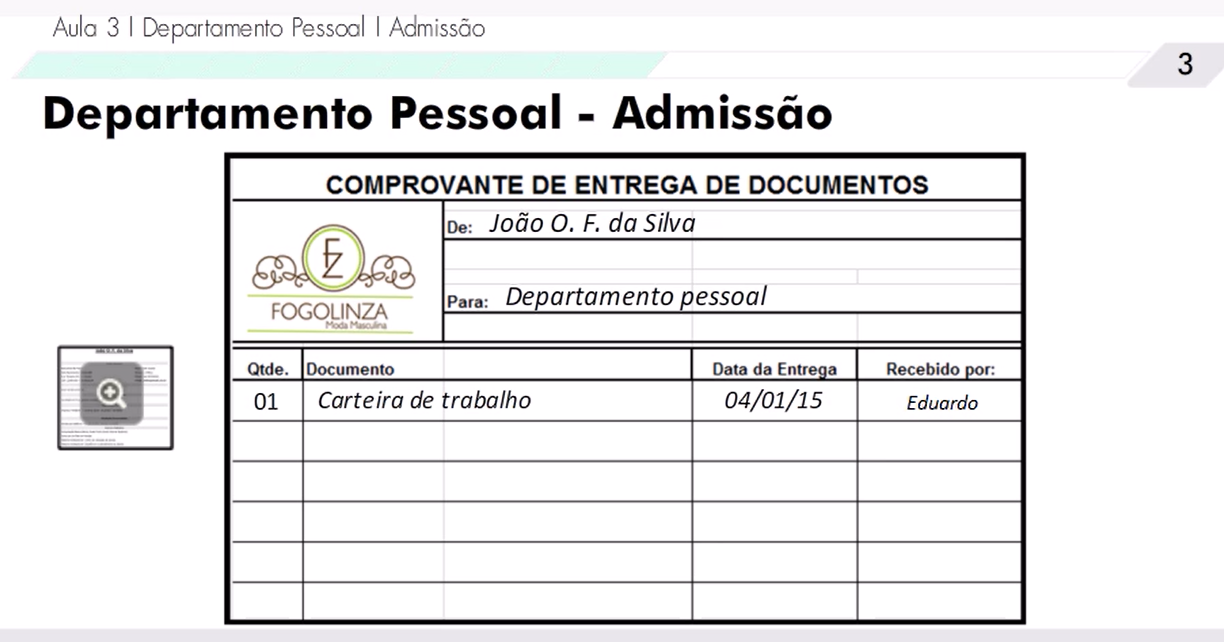 Aula 3 | Departamento Pessoal | Admissão
3
Departamento Pessoal - Admissão
COMPROVANTE DE ENTREGA DE DOCUMENTOS
De: João O. F. da Silva
FZ
FOGOLINZA
Moda Masculina
Para: Departamento pessoal
Qtde. Documento Data da Entrega Recebido por:
01 Carteira de trabalho 04/01/15 Eduardo